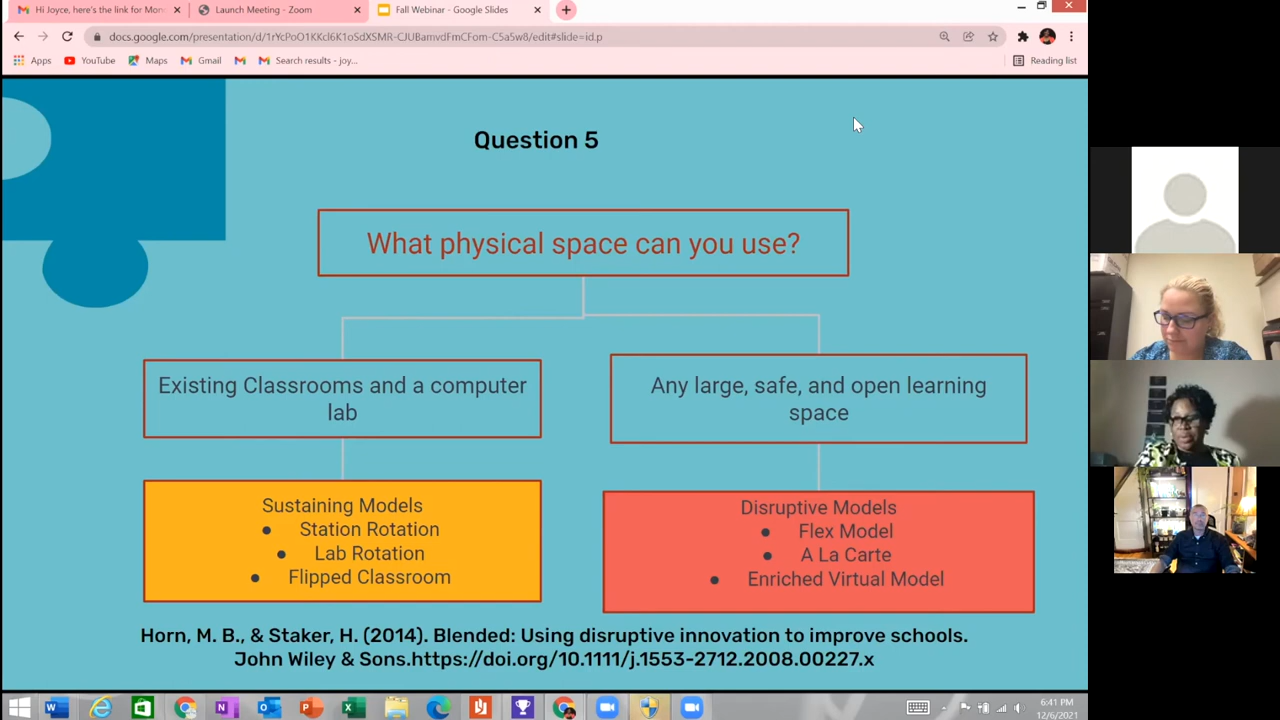 Hi Joyce, here's the link for Mon
Launch Meeting - Zoom
Fall Webinar - Google Slides
docs.google.com/presentation/d/1rYcPoO1KKcl6K1oSdXSMR-CJUBamvdFmCFom-C5a5w8/edit#slide=id.p
Apps
YouTube
Maps
Gmail
Search results - joy...
Reading list
Question 5
What physical space can you use?
Existing Classrooms and a computer
lab
Any large, safe, and open learning
space
Sustaining Models
● Station Rotation
● Lab Rotation
● Flipped Classroom
Disruptive Models
● Flex Model
● A La Carte
● Enriched Virtual Model
Horn, M. B., & Staker, H. (2014). Blended: Using disruptive innovation to improve schools.
John Wiley & Sons.https://doi.org/10.1111/j.1553-2712.2008.00227.x
6:41 PM
12/6/2021